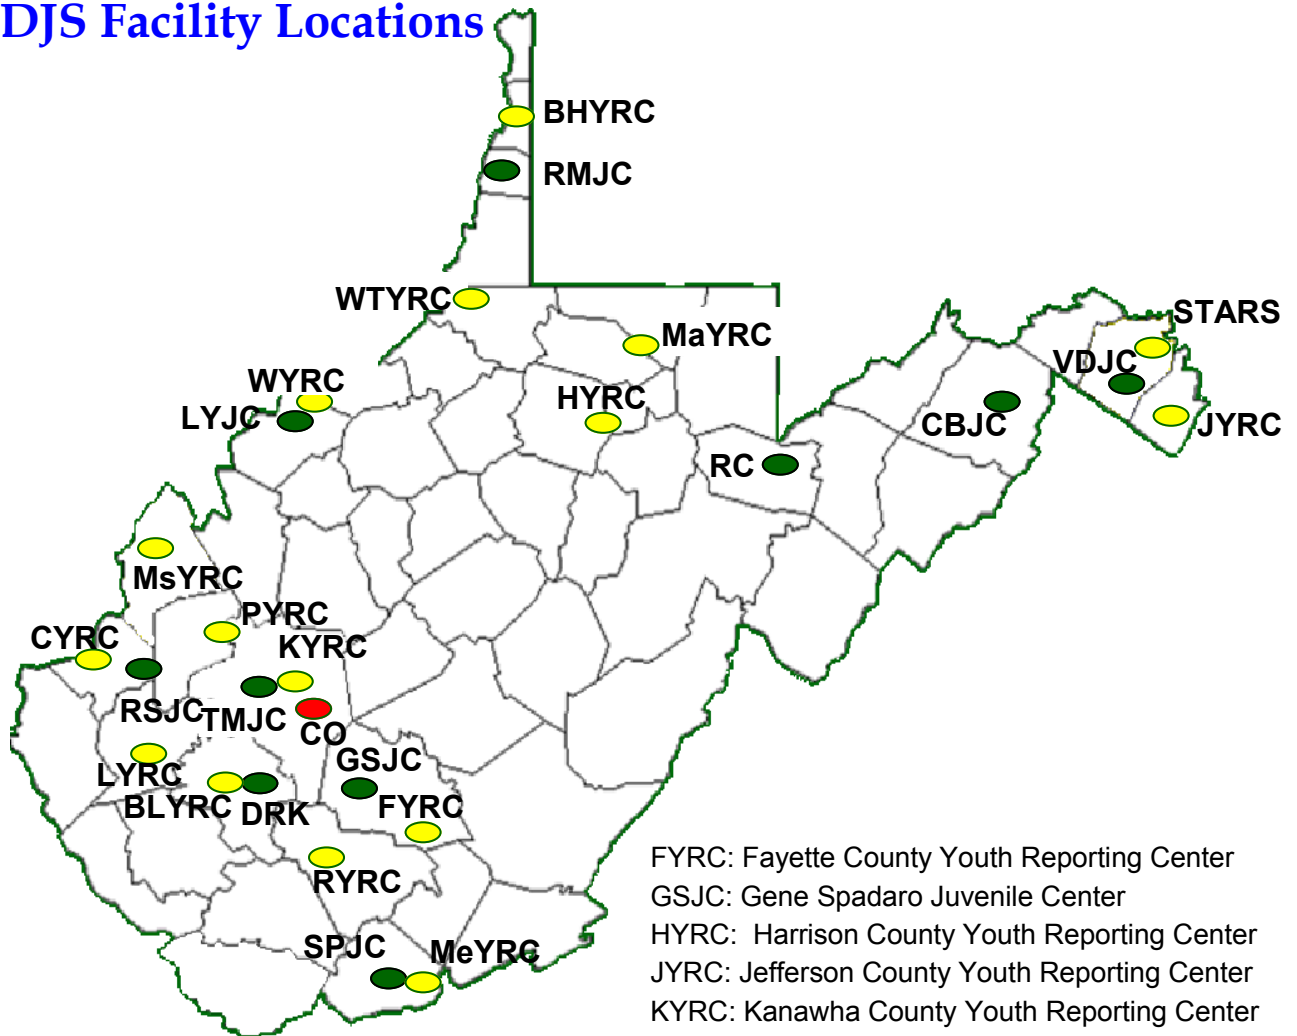 DJS Facility Locations
BHYRC
RMJC
WTYRC
MaYRC
STARS
VDJC
WYRC
LYJC
HYRC
CBJC
JYRC
RC
MsYRC
PYRC
CYRC
KYRC
RSJC
TMJC
CO
GSJC
LYRC
BLYRC
DRK
FYRC
RYRC
SPJC
MeYRC
FYRC: Fayette County Youth Reporting Center
GSJC: Gene Spadaro Juvenile Center
HYRC: Harrison County Youth Reporting Center
JYRC: Jefferson County Youth Reporting Center
KYRC: Kanawha County Youth Reporting Center